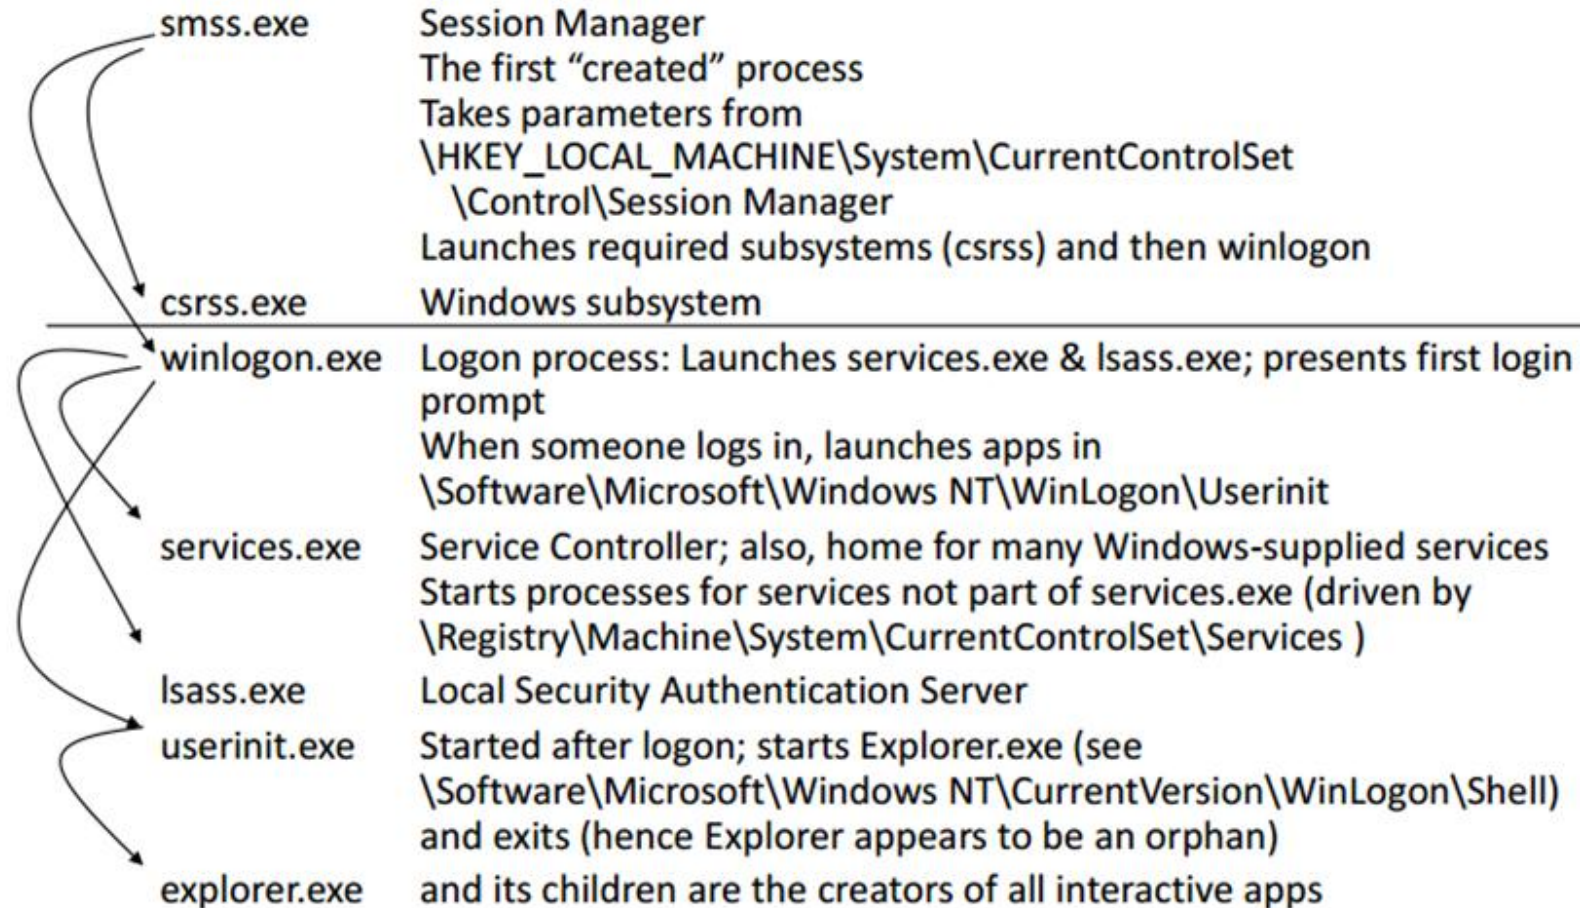 smss.exe Session Manager
The first “created” process
Takes parameters from
\HKEY_LOCAL_MACHINE\System\CurrentControlSet
\Control\Session Manager
Launches required subsystems (csrss) and then winlogon
csrss.exe Windows subsystem
winlogon.exe Logon process: Launches services.exe & lsass.exe; presents first login
prompt
When someone logs in, launches apps in
\Software\Microsoft\Windows NT\WinLogon\Userinit
services.exe Service Controller; also, home for many Windows-supplied services
Starts processes for services not part of services.exe (driven by
\Registry\Machine\System\CurrentControlSet\Services )
lsass.exe Local Security Authentication Server
userinit.exe Started after logon; starts Explorer.exe (see
\Software\Microsoft\Windows NT\CurrentVersion\WinLogon\Shell)
and exits (hence Explorer appears to be an orphan)
explorer.exe and its children are the creators of all interactive apps